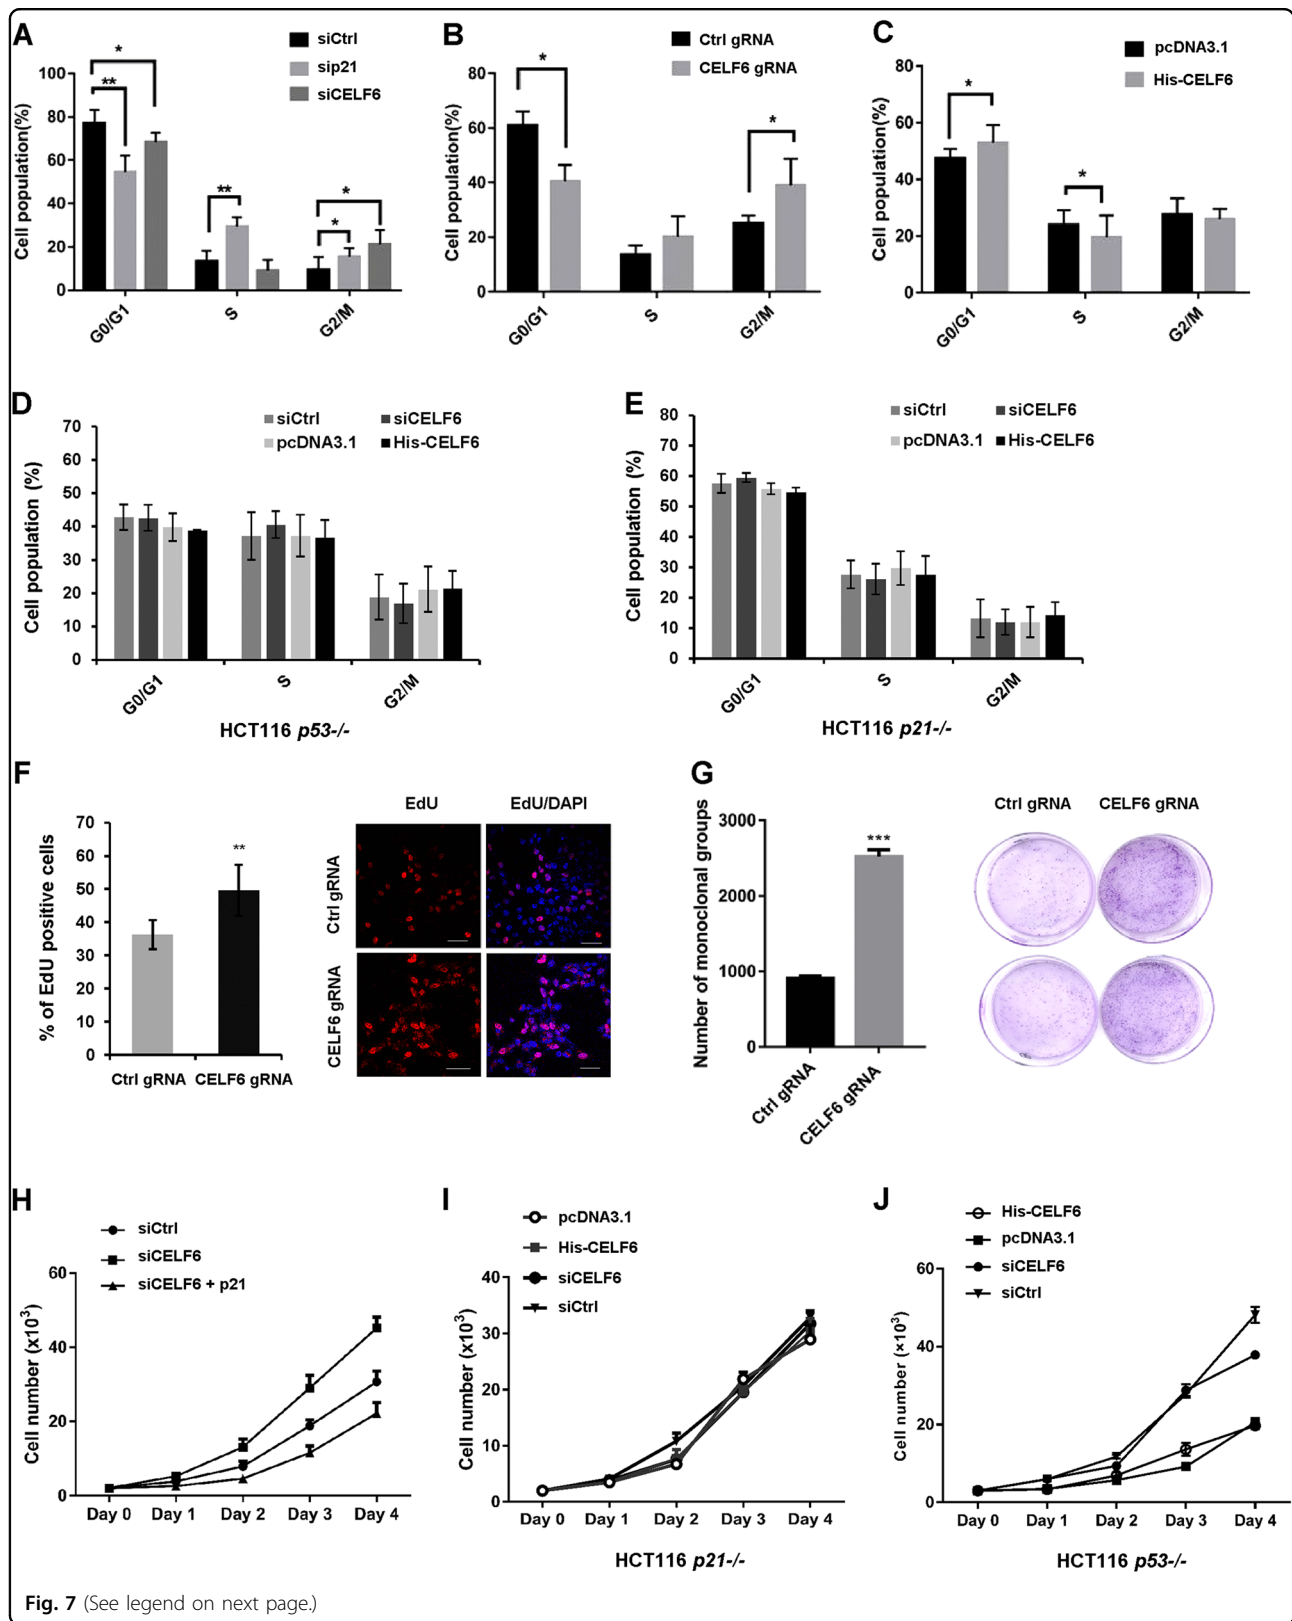 A
siCtrl
sip21
siCELF6
Cell population(%)
100
80
60
40
20
0
*
**
**
*
*
G0/G1
S
G2/M
B
Ctrl gRNA
CELF6 gRNA
Cell population(%)
80
60
40
20
0
*
*
G0/G1
S
G2/M
C
pcDNA3.1
His-CELF6
Cell population(%)
80
60
40
20
0
*
*
G0/G1
S
G2/M
D
siCtrl
siCELF6
pcDNA3.1
His-CELF6
Cell population (%)
70
60
50
40
30
20
10
0
G0/G1
S
G2/M
HCT116 p53-/-
E
siCtrl
siCELF6
pcDNA3.1
His-CELF6
Cell population (%)
80
70
60
50
40
30
20
10
0
G0/G1
S
G2/M
HCT116 p21-/-
F
% of EdU positive cells
70
60
50
40
30
20
10
0
**
Ctrl gRNA
CELF6 gRNA
EdU
EdU/DAPI
Ctrl gRNA
CELF6 gRNA
G
Number of monoclonal groups
3000
2000
1000
0
***
Ctrl gRNA
CELF6 gRNA
Ctrl gRNA
CELF6 gRNA
H
siCtrl
siCELF6
siCELF6 + p21
Cell number (x10³)
60
40
20
0
Day 0
Day 1
Day 2
Day 3
Day 4
I
pcDNA3.1
His-CELF6
siCELF6
siCtrl
Cell number (x10³)
40
30
20
10
0
Day 0
Day 1
Day 2
Day 3
Day 4
HCT116 p21-/-
J
His-CELF6
pcDNA3.1
siCELF6
siCtrl
Cell number (×10³)
60
40
20
0
Day 0
Day 1
Day 2
Day 3
Day 4
HCT116 p53-/-
Fig. 7 (See legend on next page.)